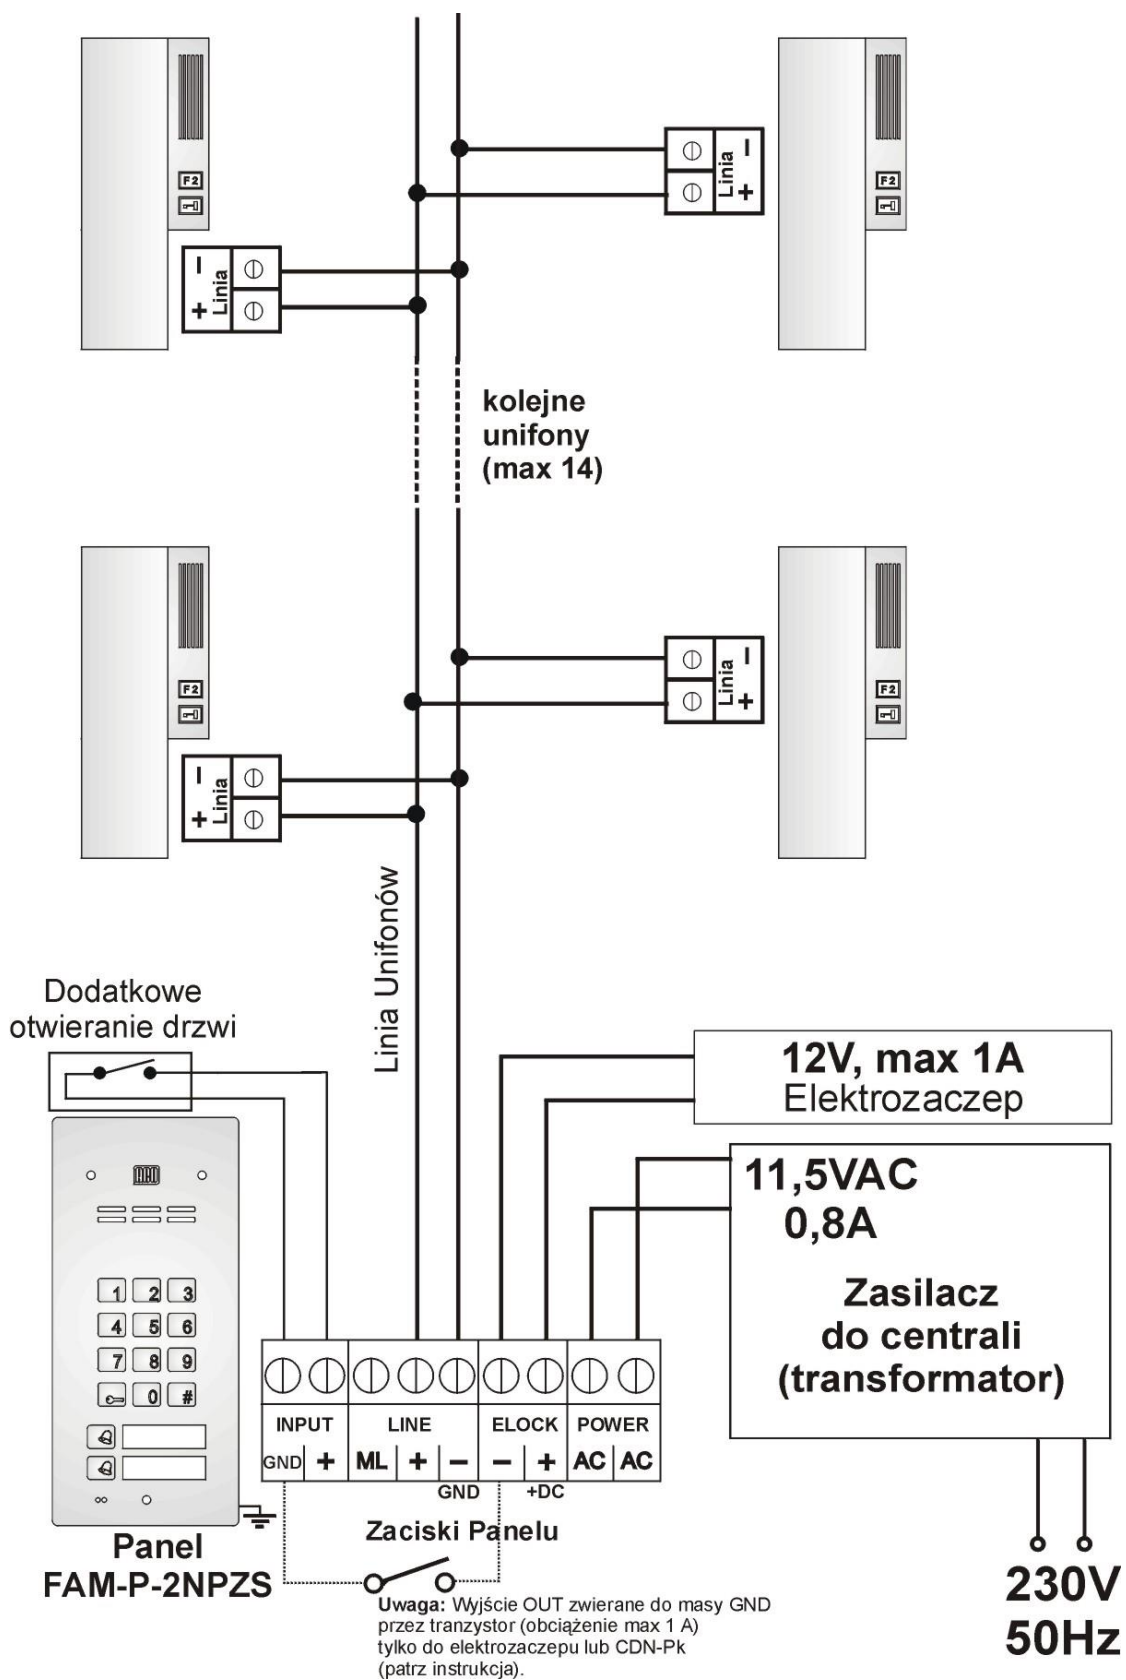 F2
F2
Linia
-
+
-
+
Linia
kolejne
unifony
(max 14)
F2
F2
Linia
-
+
-
+
Linia
Linia Unifonów
Dodatkowe
otwieranie drzwi
12V, max 1A
Elektrozaczep
11,5VAC
0,8A
Zasilacz
do centrali
(transformator)
1 2 3
4 5 6
7 8 9
0 #
INPUT LINE ELOCK POWER
GND + ML + - - + AC AC
GND +DC
Zaciski Panelu
Panel
FAM-P-2NPZS
230V
50Hz
Uwaga: Wyjście OUT zwierane do masy GND
przez tranzystor (obciążenie max 1 A)
tylko do elektrozaczepu lub CDN-Pk
(patrz instrukcja).